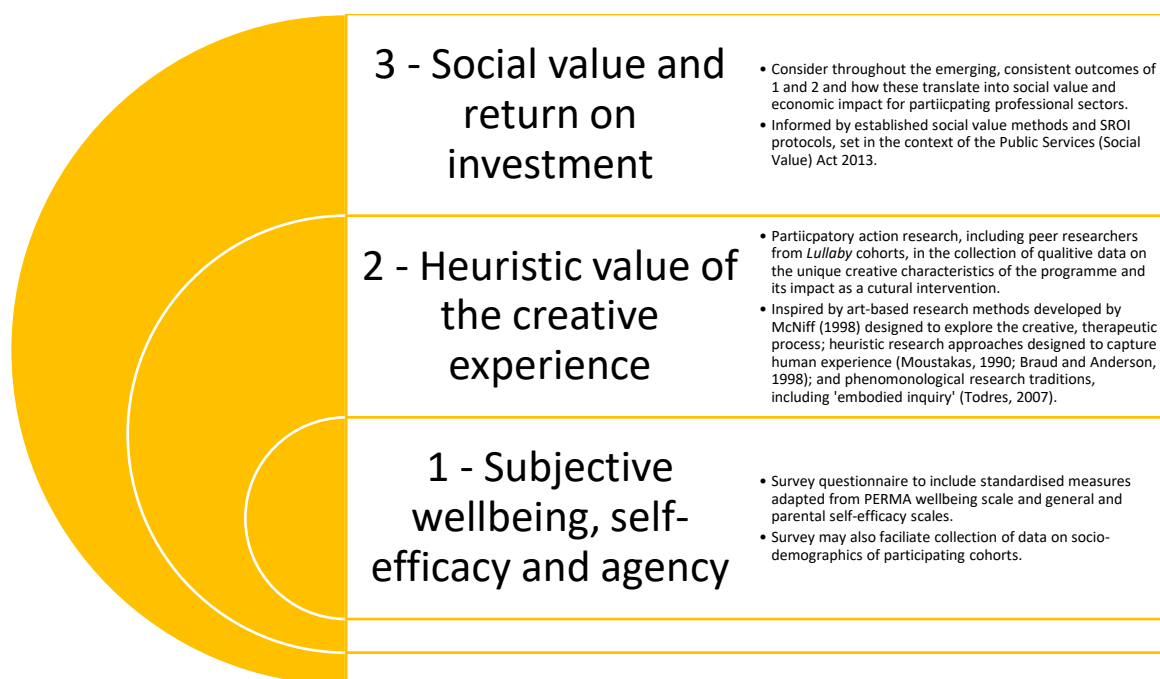 3 - Social value and
return on
investment
• Consider throughout the emerging, consistent outcomes of
1 and 2 and how these translate into social value and
economic impact for partiicpating professional sectors.
• Informed by established social value methods and SROI
protocols, set in the context of the Public Services (Social
Value) Act 2013.
2 - Heuristic value of
the creative
experience
• Partiicpatory action research, including peer researchers
from Lullaby cohorts, in the collection of qualitive data on
the unique creative characteristics of the programme and
its impact as a cutural intervention.
• Inspired by art-based research methods developed by
McNiff (1998) designed to explore the creative, therapeutic
process; heuristic research approaches designed to capture
human experience (Moustakas, 1990; Braud and Anderson,
1998); and phenomonological research traditions,
including 'embodied inquiry' (Todres, 2007).
1 - Subjective
wellbeing, self-
efficacy and agency
• Survey questionnaire to include standardised measures
adapted from PERMA wellbeing scale and general and
parental self-efficacy scales.
• Survey may also faciliate collection of data on socio-
demographics of participating cohorts.